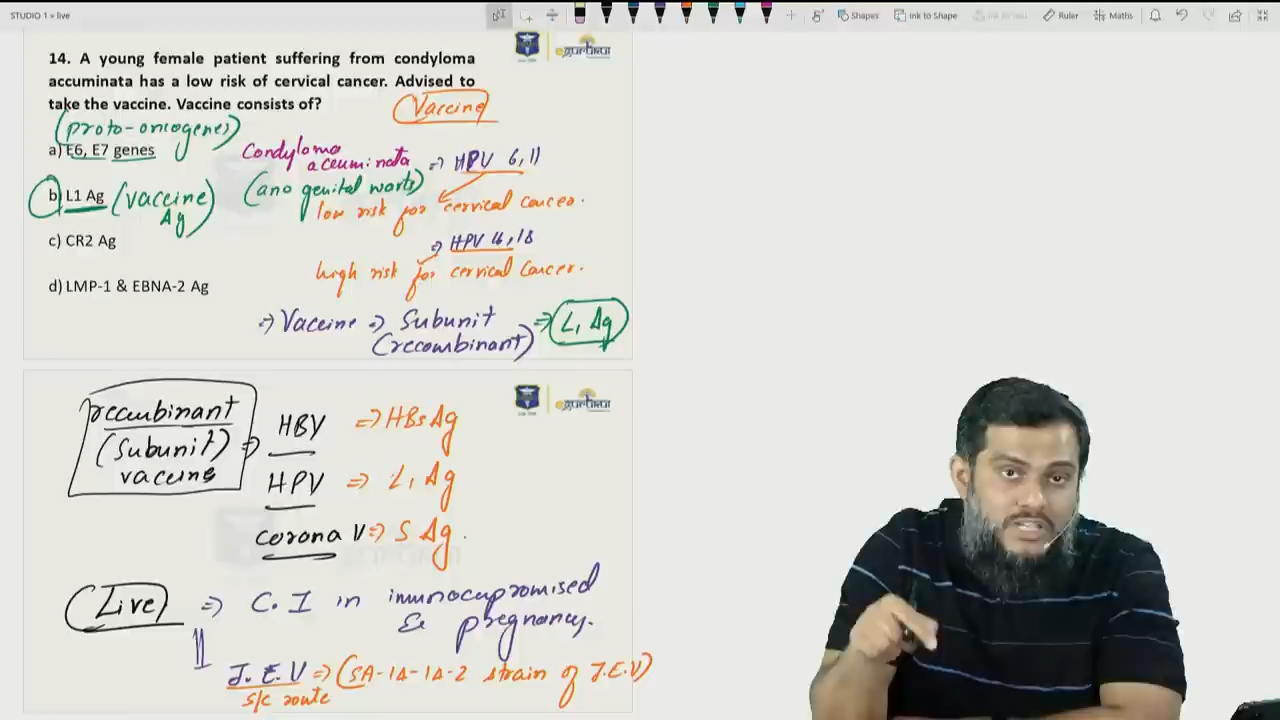 STUDIO 1 = live
Shapes Ink to Shape Ruler Maths
14. A young female patient suffering from condyloma
accuminata has a low risk of cervical cancer. Advised to
take the vaccine. Vaccine consists of?
Vaccine
(proto-oncogenes)
a) E6, E7 genes
Condyloma
accuminata ⇒ HPV 6, 11
b) L1 Ag (Vaccine
Ag)
(ano genital warts)
low risk for cervical cancer.
c) CR2 Ag
⇒ HPV 16, 18
high risk for cervical cancer.
d) LMP-1 & EBNA-2 Ag
⇒ Vaccine ⇒ Subunit ⇒ L1 Ag
(recombinant)
recombinant
(Subunit) ⇒
vaccine
HBV ⇒ HBs Ag
HPV ⇒ L1 Ag
corona V ⇒ S Ag.
Live ⇒ C.I in immunocupromised
& pregnancy.
J.E.V ⇒ (SA-14-14-2 strain of J.E.V)
s/c route